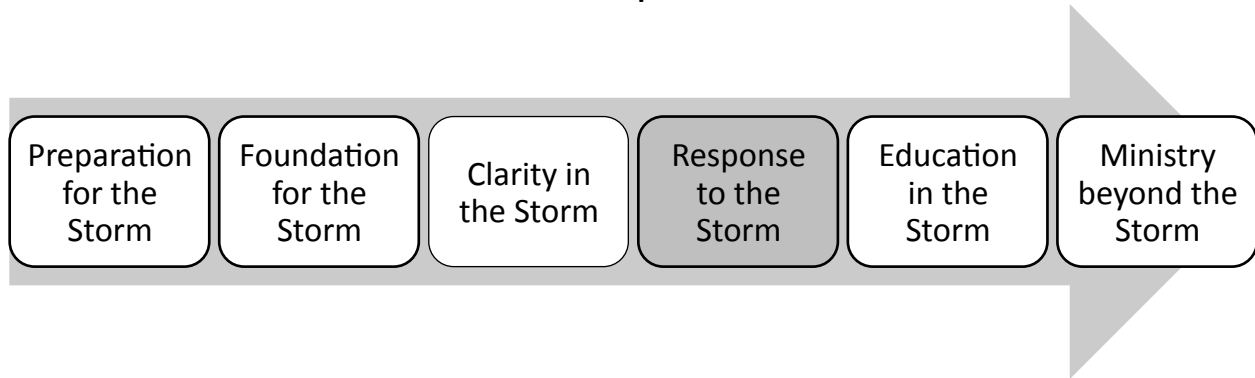 Preparation
for the
Storm
Foundation
for the
Storm
Clarity in
the Storm
Response
to the
Storm
Education
in the
Storm
Ministry
beyond the
Storm